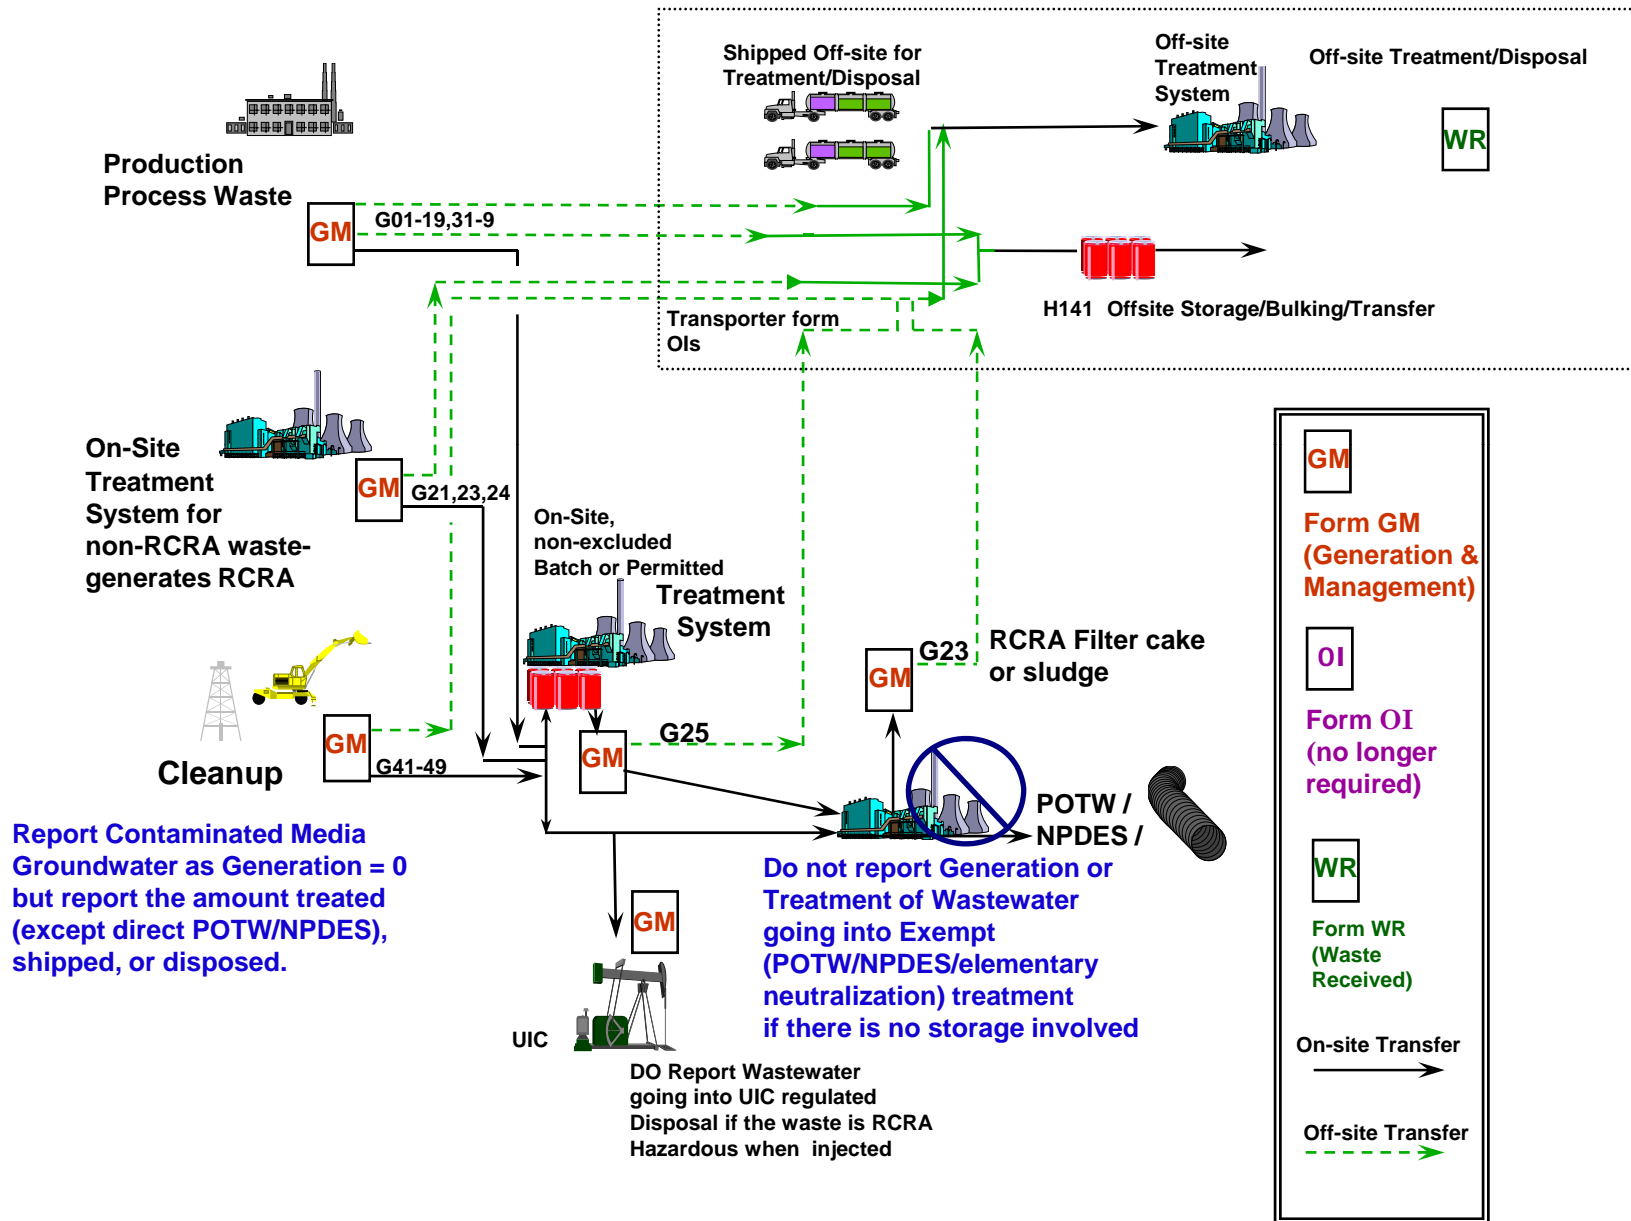 Shipped Off-site for
Treatment/Disposal
Off-site
Treatment
System
Off-site Treatment/Disposal
WR
Production
Process Waste
GM
G01-19,31-9
H141 Offsite Storage/Bulking/Transfer
Transporter form
OIs
On-Site
Treatment
System for
non-RCRA waste-
generates RCRA
GM
G21,23,24
On-Site,
non-excluded
Batch or Permitted
Treatment
System
GM
G25
GM
G23
RCRA Filter cake
or sludge
Cleanup
GM
G41-49
POTW /
NPDES /
Report Contaminated Media
Groundwater as Generation = 0
but report the amount treated
(except direct POTW/NPDES),
shipped, or disposed.
Do not report Generation or
Treatment of Wastewater
going into Exempt
(POTW/NPDES/elementary
neutralization) treatment
if there is no storage involved
GM
UIC
DO Report Wastewater
going into UIC regulated
Disposal if the waste is RCRA
Hazardous when injected
GM
Form GM
(Generation &
Management)
OI
Form OI
(no longer
required)
WR
Form WR
(Waste
Received)
On-site Transfer
Off-site Transfer